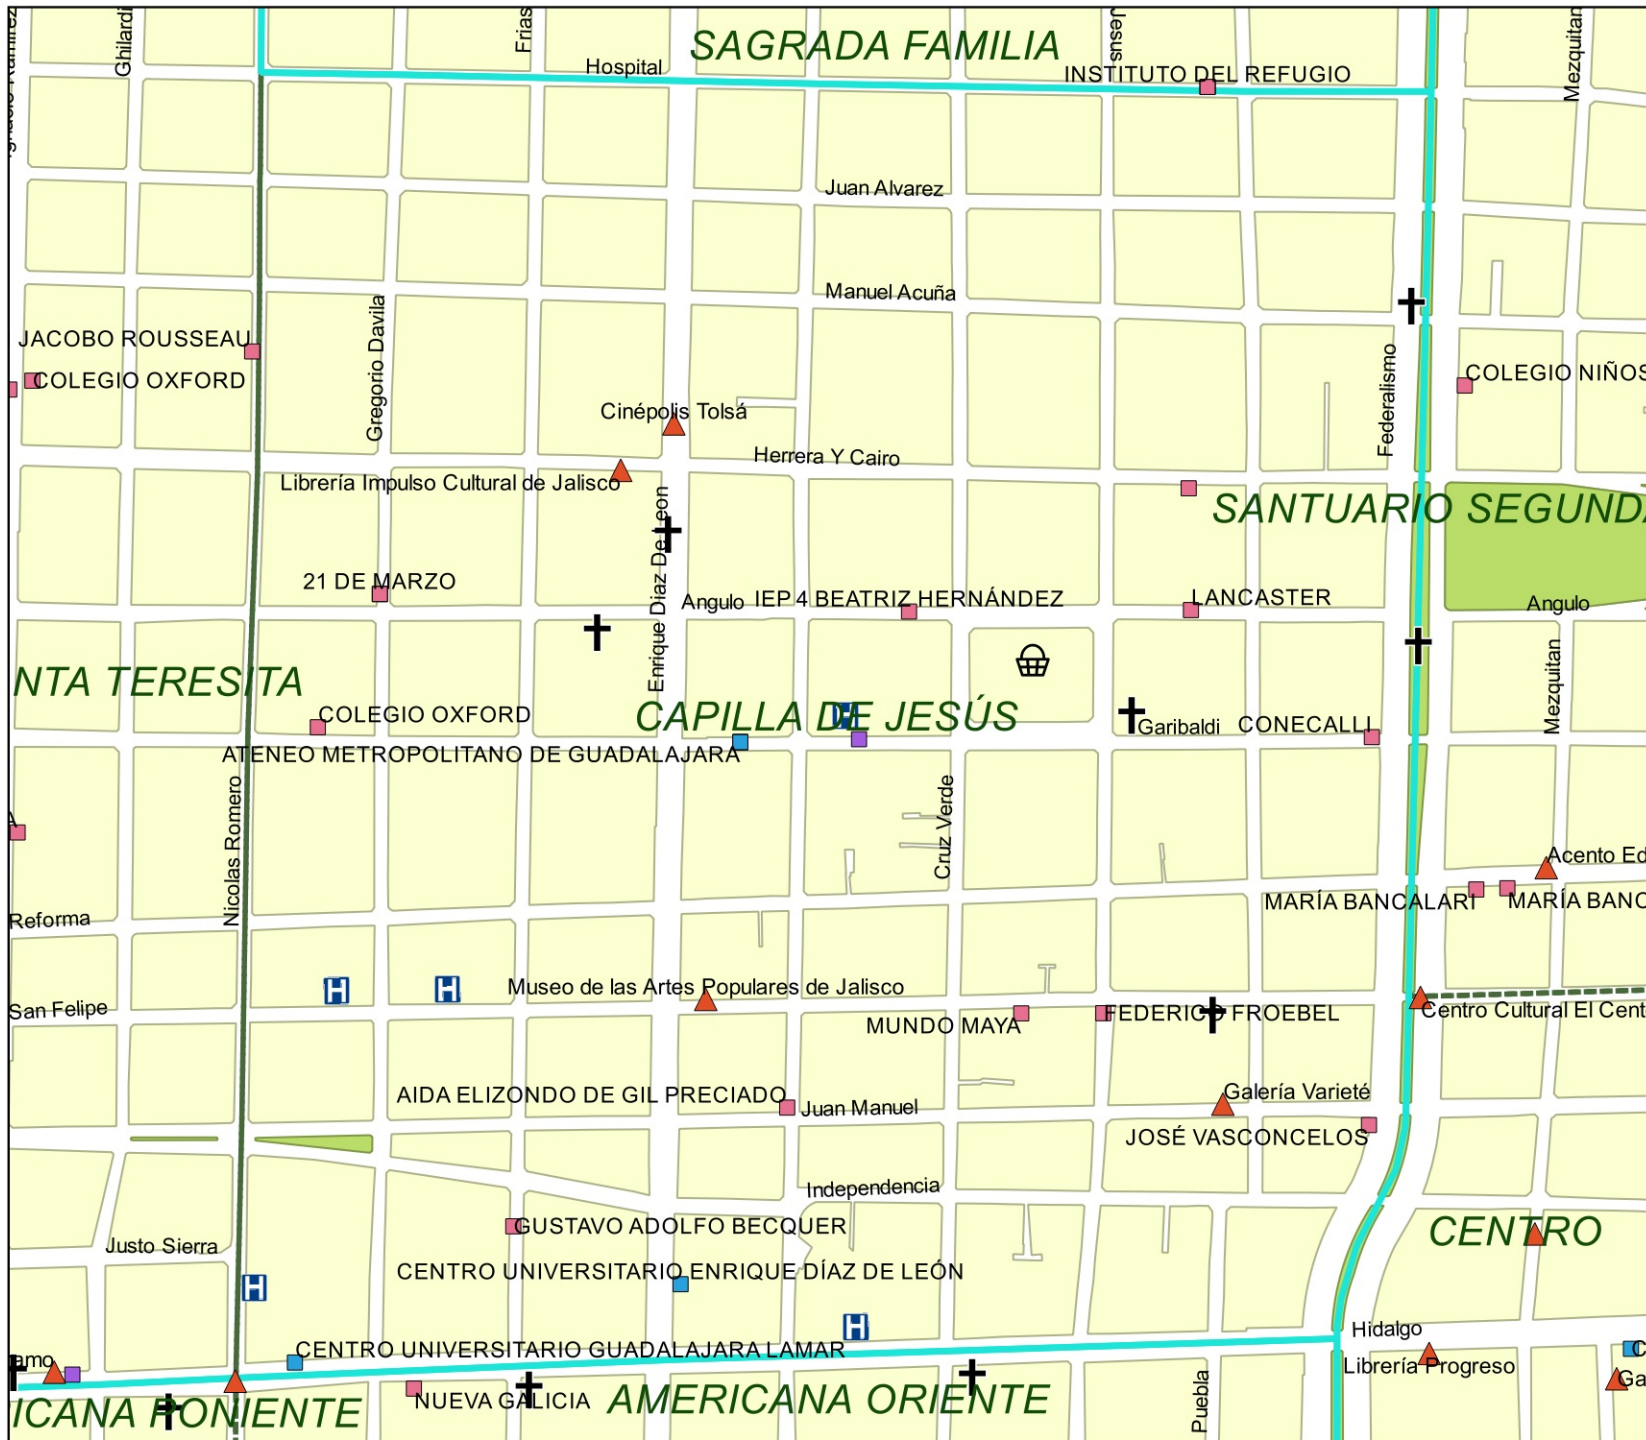 Ghilardi
Frias
SAGRADA FAMILIA
Jesus
Mezquitan
Hospital
INSTITUTO DEL REFUGIO
Juan Alvarez
Manuel Acuña
JACOBO ROUSSEAU
COLEGIO OXFORD
Gregorio Davila
Federalismo
COLEGIO NIÑOS
Cinépolis Tolsá
Herrera Y Cairo
Librería Impulso Cultural de Jalisco
SANTUARIO SEGUNDA
Enrique Diaz De Leon
21 DE MARZO
Angulo
IEP 4 BEATRIZ HERNÁNDEZ
LANCASTER
Angulo
NTA TERESITA
Mezquitan
COLEGIO OXFORD
CAPILLA DE JESÚS
H
Garibaldi
CONECALLI
ATENEO METROPOLITANO DE GUADALAJARA
Nicolas Romero
Cruz Verde
A
Acento Ed
MARÍA BANCALARI
MARÍA BANC
Reforma
H
H
Museo de las Artes Populares de Jalisco
San Felipe
MUNDO MAYA
FEDERICO FROEBEL
Centro Cultural El Cent
AIDA ELIZONDO DE GIL PRECIADO
Juan Manuel
Galería Varieté
JOSÉ VASCONCELOS
Independencia
GUSTAVO ADOLFO BECQUER
CENTRO
Justo Sierra
CENTRO UNIVERSITARIO ENRIQUE DÍAZ DE LEÓN
H
H
Hidalgo
CENTRO UNIVERSITARIO GUADALAJARA LAMAR
C
amo
Librería Progreso
Ga
NUEVA GALICIA
AMERICANA ORIENTE
Puebla
ICANA PONIENTE